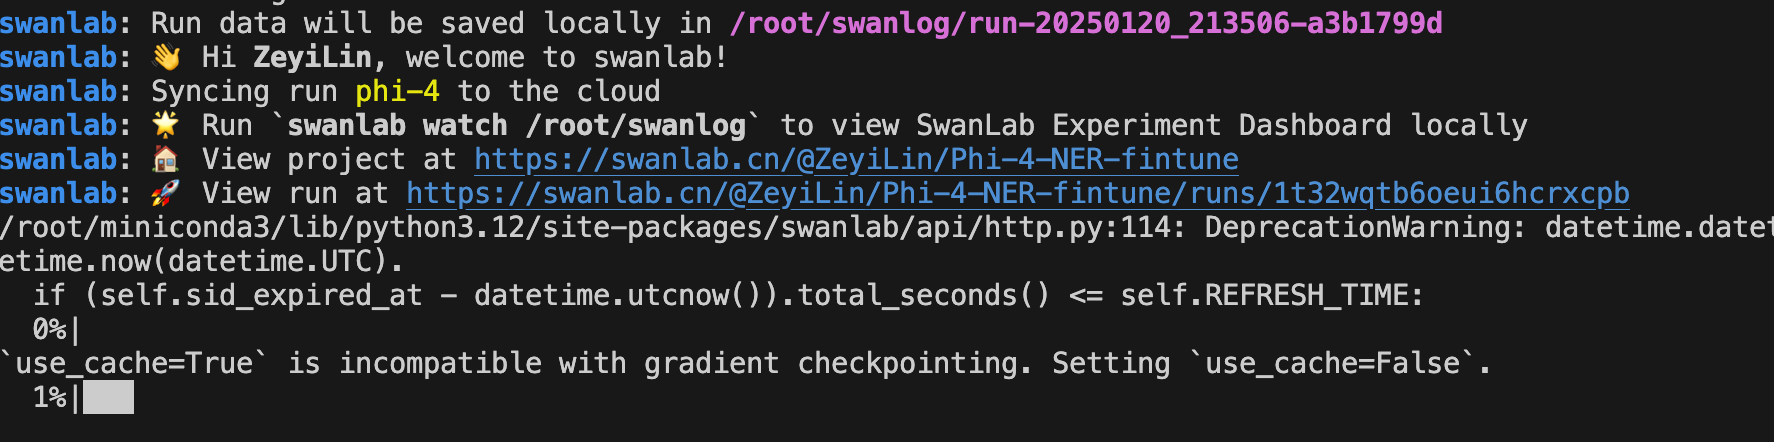 swanlab: Run data will be saved locally in /root/swanlog/run-20250120_213506-a3b1799d
swanlab: 👋 Hi ZeyiLin, welcome to swanlab!
swanlab: Syncing run phi-4 to the cloud
swanlab: 🌟 Run `swanlab watch /root/swanlog` to view SwanLab Experiment Dashboard locally
swanlab: 🏠 View project at https://swanlab.cn/@ZeyiLin/Phi-4-NER-fintune
swanlab: 🚀 View run at https://swanlab.cn/@ZeyiLin/Phi-4-NER-fintune/runs/1t32wqtb6oeui6hcrxcpb
/root/miniconda3/lib/python3.12/site-packages/swanlab/api/http.py:114: DeprecationWarning: datetime.datet
etime.now(datetime.UTC).
  if (self.sid_expired_at - datetime.utcnow()).total_seconds() <= self.REFRESH_TIME:
  0%|
`use_cache=True` is incompatible with gradient checkpointing. Setting `use_cache=False`.
  1%|